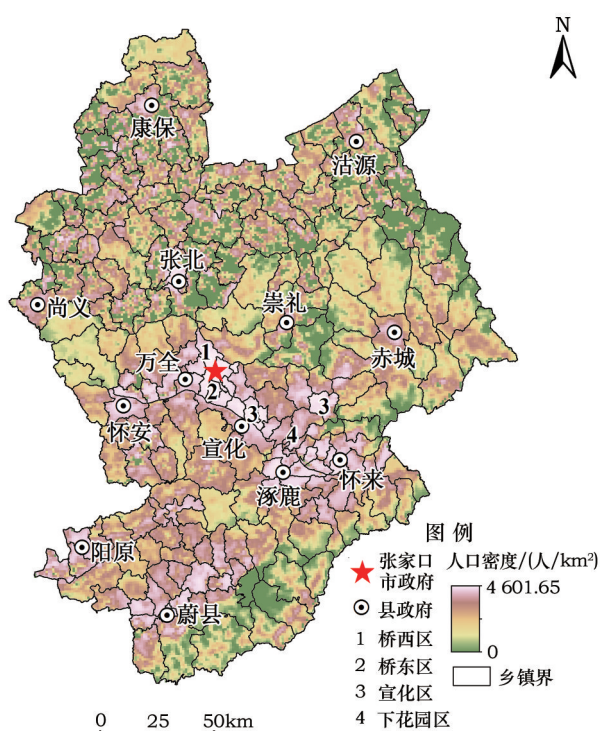 N
康保
沽源
张北
尚义
崇礼
赤城
万全
1
2
3
3
4
怀安
宣化
怀来
涿鹿
阳原
蔚县
图 例
张家口
市政府
人口密度/(人/km²)
县政府
4 601.65
0
1 桥西区
2 桥东区
乡镇界
3 宣化区
4 下花园区
0 25 50km